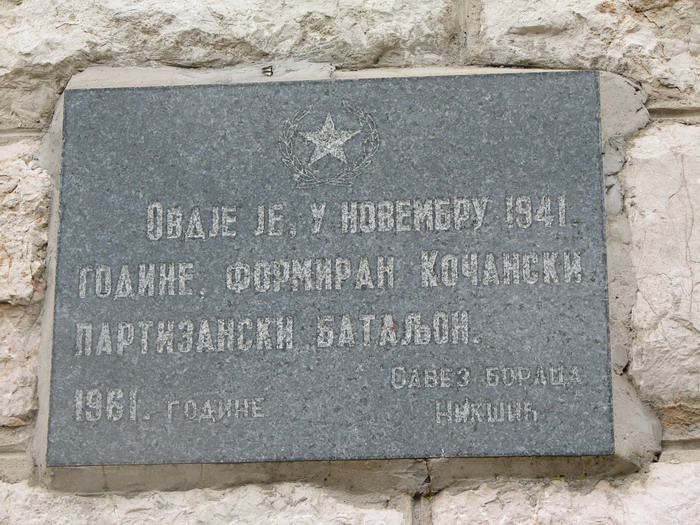 Овдје је, у новембру 1941.
године, формиран Кочански
партизански батаљон.
Савез бораца
1961. године Никшић